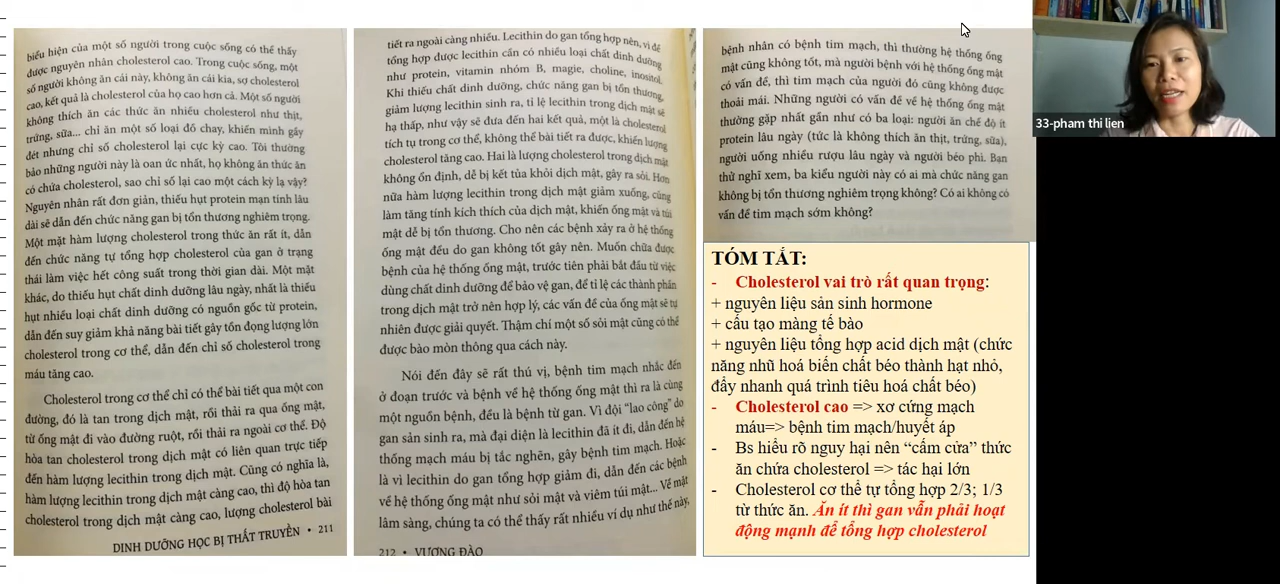 biểu hiện của một số người trong cuộc sống có thể thấy
được nguyên nhân cholesterol cao. Trong cuộc sống, một
số người không ăn cái này, không ăn cái kia, sợ cholesterol
cao, kết quả là cholesterol của họ cao hơn cả. Một số người
không thích ăn các thức ăn nhiều cholesterol như thịt,
trứng, sữa... chỉ ăn một số loại đồ chay, khiến mình gầy
đét nhưng chỉ số cholesterol lại cực kỳ cao. Tôi thường
bảo những người này là oan ức nhất, họ không ăn thức ăn
có chứa cholesterol, sao chỉ số lại cao một cách kỳ lạ vậy?
Nguyên nhân rất đơn giản, thiếu hụt protein mạn tính lâu
dài sẽ dẫn đến chức năng gan bị tổn thương nghiêm trọng.
Một mặt hàm lượng cholesterol trong thức ăn rất ít, dẫn
đến chức năng tự tổng hợp cholesterol của gan ở trạng
thái làm việc hết công suất trong thời gian dài. Một mặt
khác, do thiếu hụt chất dinh dưỡng lâu ngày, nhất là thiếu
hụt nhiều loại chất dinh dưỡng có nguồn gốc từ protein,
dẫn đến suy giảm khả năng bài tiết gây tồn đọng lượng lớn
cholesterol trong cơ thể, dẫn đến chỉ số cholesterol trong
máu tăng cao.
Cholesterol trong cơ thể chỉ có thể bài tiết qua một con
đường, đó là tan trong dịch mật, rồi thải ra qua ống mật,
từ ống mật đi vào đường ruột, rồi thải ra ngoài cơ thể. Độ
hòa tan cholesterol trong dịch mật có liên quan trực tiếp
đến hàm lượng lecithin trong dịch mật. Cũng có nghĩa là,
hàm lượng lecithin trong dịch mật càng cao, thì độ hòa tan
cholesterol trong dịch mật càng cao, lượng cholesterol bài
DINH DƯỠNG HỌC BỊ THẤT TRUYỀN • 211
tiết ra ngoài càng nhiều. Lecithin do gan tổng hợp nên, vì để
tổng hợp được lecithin cần có nhiều loại chất dinh dưỡng
như protein, vitamin nhóm B, magie, choline, inositol.
Khi thiếu chất dinh dưỡng, chức năng gan bị tổn thương,
giảm lượng lecithin sinh ra, tỉ lệ lecithin trong dịch mật sẽ
hạ thấp, như vậy sẽ đưa đến hai kết quả, một là cholesterol
tích tụ trong cơ thể, không thể bài tiết ra được, khiến lượng
cholesterol tăng cao. Hai là lượng cholesterol trong dịch mật
không ổn định, dễ bị kết tủa khỏi dịch mật, gây ra sỏi. Hơn
nữa hàm lượng lecithin trong dịch mật giảm xuống, cũng
làm tăng tính kích thích của dịch mật, khiến ống mật và túi
mật dễ bị tổn thương. Cho nên các bệnh xảy ra ở hệ thống
ống mật đều do gan không tốt gây nên. Muốn chữa được
bệnh của hệ thống ống mật, trước tiên phải bắt đầu từ việc
dùng chất dinh dưỡng để bảo vệ gan, để tỉ lệ các thành phần
trong dịch mật trở nên hợp lý, các vấn đề của ống mật sẽ tự
nhiên được giải quyết. Thậm chí một số sỏi mật cũng có thể
được bào mòn thông qua cách này.
Nói đến đây sẽ rất thú vị, bệnh tim mạch nhắc đến
ở đoạn trước và bệnh về hệ thống ống mật thì ra là cùng
một nguồn bệnh, đều là bệnh từ gan. Vì đội “lao công” do
gan sản sinh ra, mà đại diện là lecithin đã ít đi, dẫn đến hệ
thống mạch máu bị tắc nghẽn, gây bệnh tim mạch. Hoặc
là vì lecithin do gan tổng hợp giảm đi, dẫn đến các bệnh
về hệ thống ống mật như sỏi mật và viêm túi mật... Về mặt
lâm sàng, chúng ta có thể thấy rất nhiều ví dụ như thế này,
212 • VƯƠNG ĐÀO
bệnh nhân có bệnh tim mạch, thì thường hệ thống ống
mật cũng không tốt, mà người bệnh với hệ thống ống mật
có vấn đề, thì tim mạch của người đó cũng không được
thoải mái. Những người có vấn đề về hệ thống ống mật
thường gặp nhất gần như có ba loại: người ăn chế độ ít
protein lâu ngày (tức là không thích ăn thịt, trứng, sữa),
người uống nhiều rượu lâu ngày và người béo phì. Bạn
thử nghĩ xem, ba kiểu người này có ai mà chức năng gan
không bị tổn thương nghiêm trọng không? Có ai không có
vấn đề tim mạch sớm không?
TÓM TẮT:
- Cholesterol vai trò rất quan trọng:
+ nguyên liệu sản sinh hormone
+ cấu tạo màng tế bào
+ nguyên liệu tổng hợp acid dịch mật (chức
năng nhũ hoá biến chất béo thành hạt nhỏ,
đẩy nhanh quá trình tiêu hoá chất béo)
- Cholesterol cao => xơ cứng mạch
máu=> bệnh tim mạch/huyết áp
- Bs hiểu rõ nguy hại nên “cấm cửa” thức
ăn chứa cholesterol => tác hại lớn
- Cholesterol cơ thể tự tổng hợp 2/3; 1/3
từ thức ăn. Ăn ít thì gan vẫn phải hoạt
động mạnh để tổng hợp cholesterol
33-pham thi lien